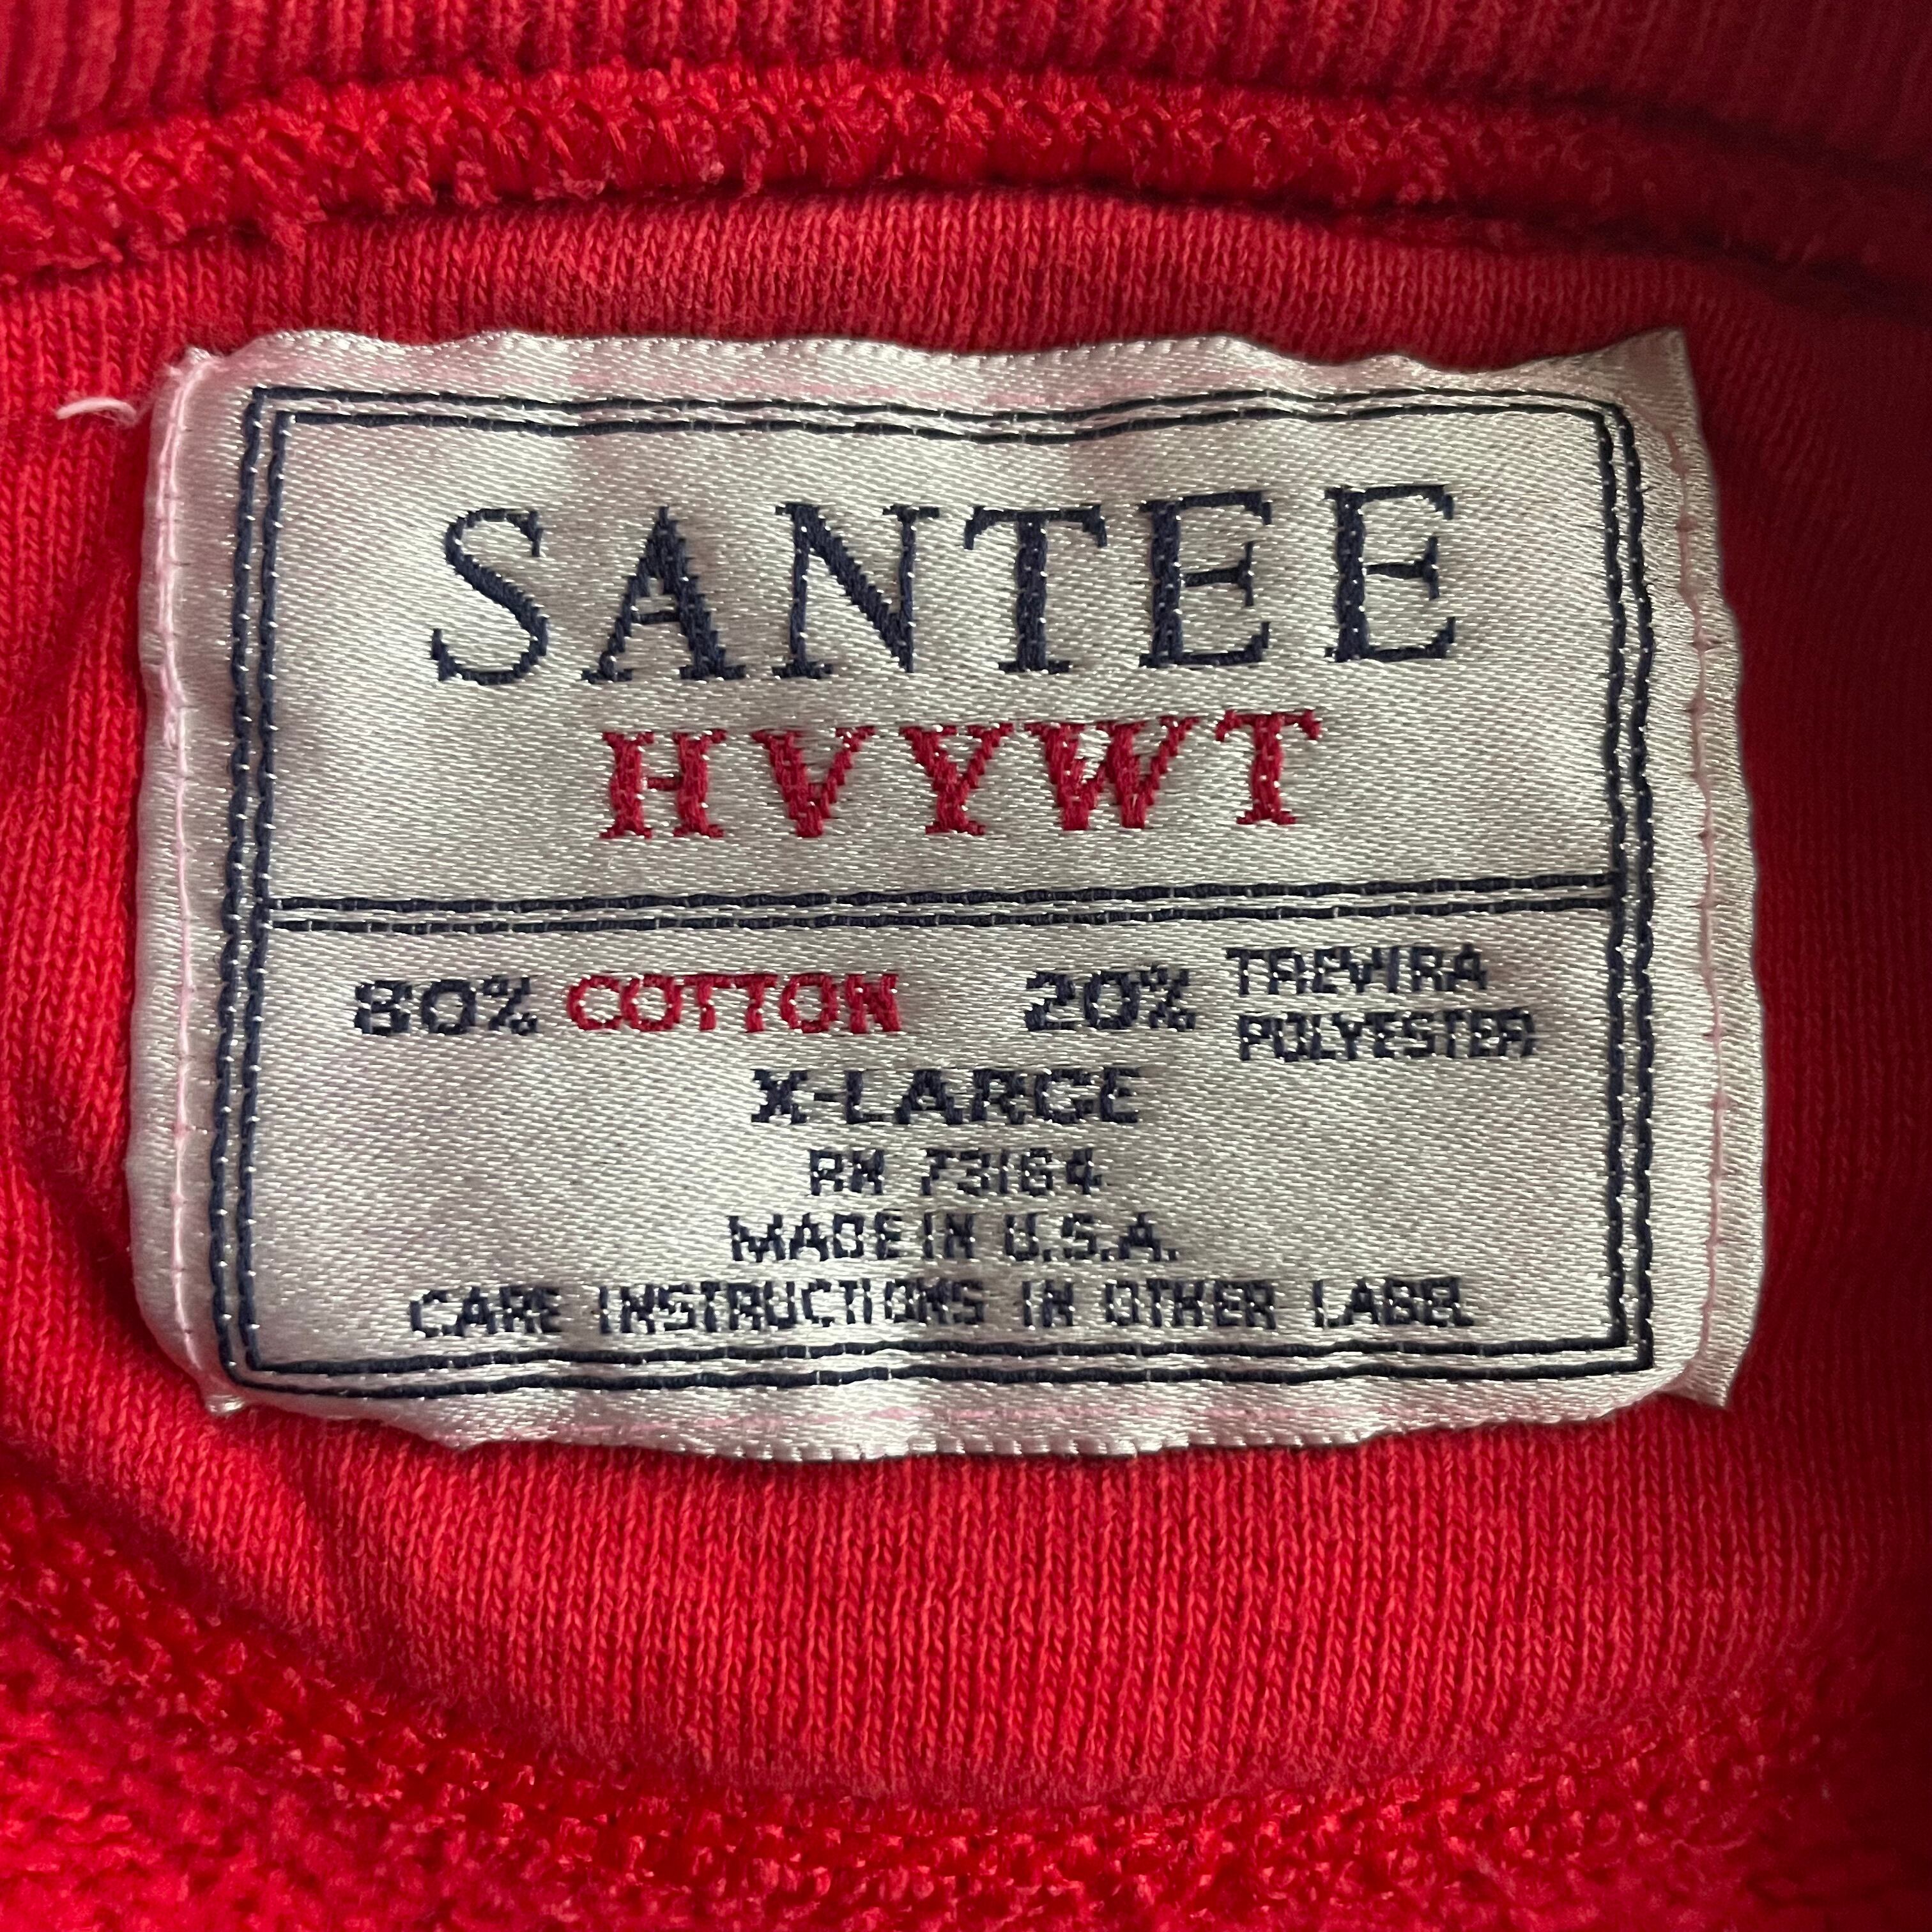 SANTEE
HVYWT
80% COTTON 20% TREVIRA POLYESTER
X-LARGE
RN 73164
MADE IN U.S.A.
CARE INSTRUCTIONS IN OTHER LABEL